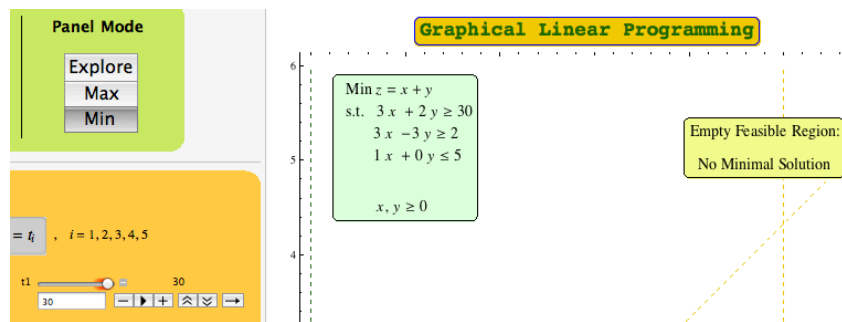 Panel Mode
Explore
Max
Min
= tᵢ , i = 1, 2, 3, 4, 5
t1 30
30
Graphical Linear Programming
6
5
4
Min z = x + y
s.t. 3 x + 2 y ≥ 30
3 x − 3 y ≥ 2
1 x + 0 y ≤ 5
x, y ≥ 0
Empty Feasible Region:
No Minimal Solution